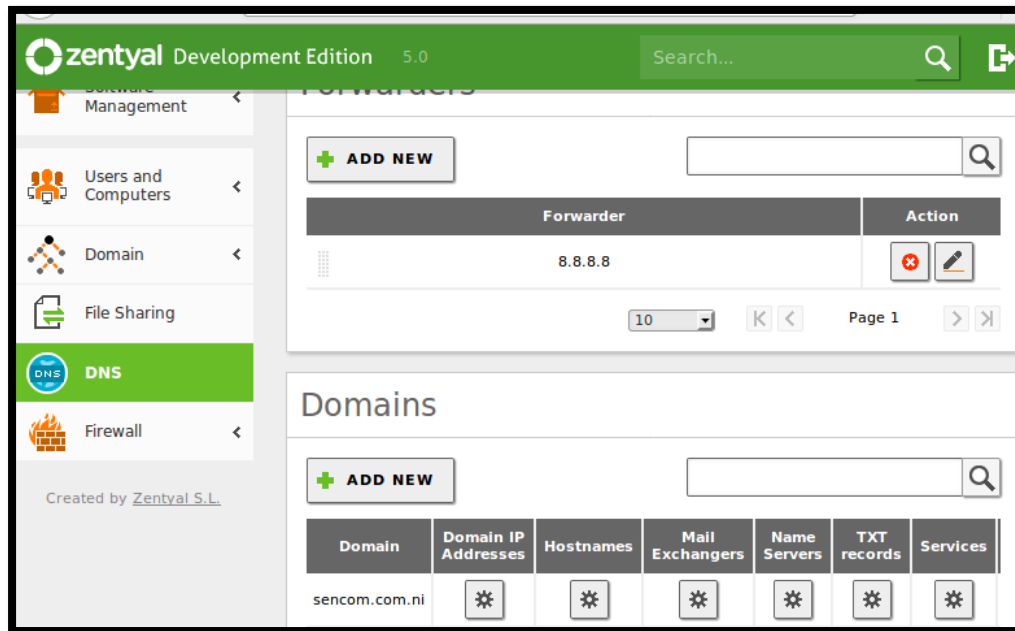 zentyal Development Edition 5.0
Search...
Software
Management
Users and
Computers
Domain
File Sharing
DNS
DNS
Firewall
Created by Zentyal S.L.
Forwarders
ADD NEW
Forwarder
Action
8.8.8.8
10
Page 1
Domains
ADD NEW
Domain
Domain IP
Addresses
Hostnames
Mail
Exchangers
Name
Servers
TXT
records
Services
sencom.com.ni